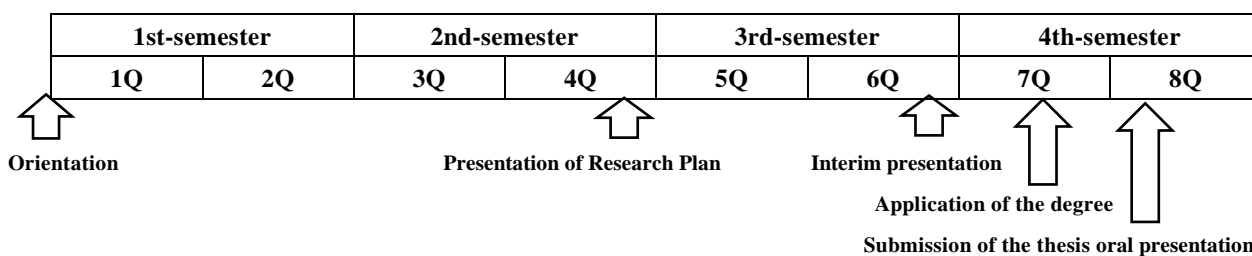 1st-semester 2nd-semester 3rd-semester 4th-semester
1Q 2Q 3Q 4Q 5Q 6Q 7Q 8Q
Orientation Presentation of Research Plan Interim presentation
Application of the degree
Submission of the thesis oral presentation